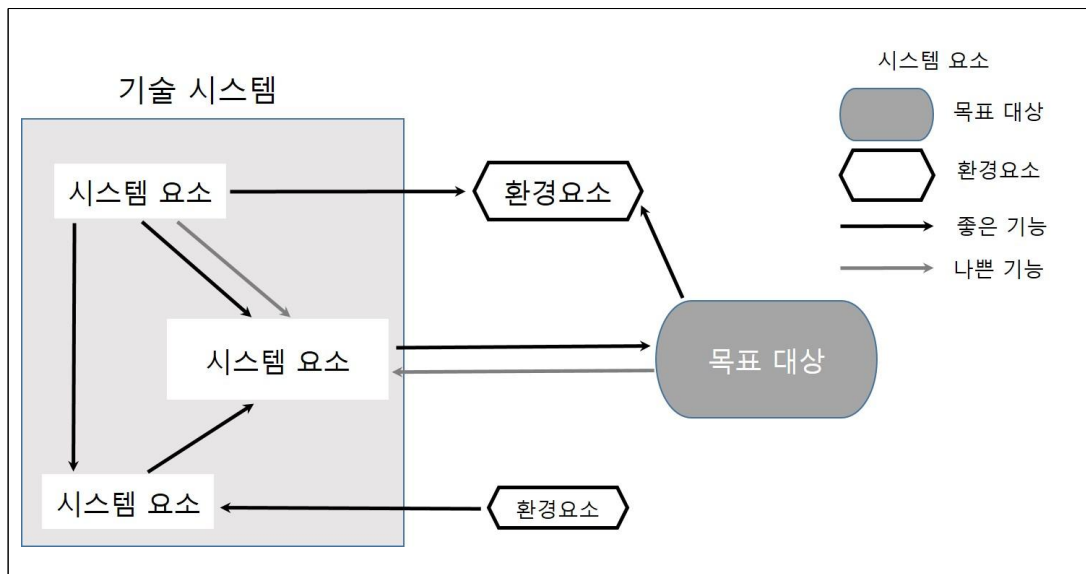 기술 시스템
시스템 요소
환경요소
시스템 요소
목표 대상
시스템 요소
환경요소
시스템 요소
목표 대상
환경요소
좋은 기능
나쁜 기능